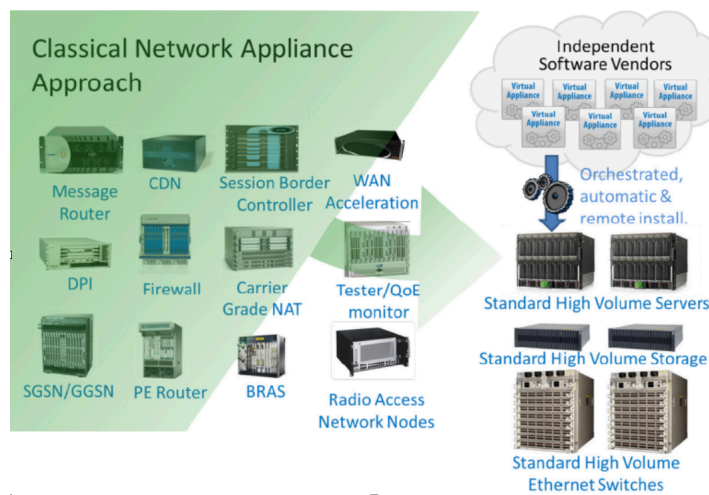 Classical Network Appliance
Approach
Message
Router
CDN
Session Border
Controller
WAN
Acceleration
DPI
Firewall
Carrier
Grade NAT
Tester/QoE
monitor
SGSN/GGSN
PE Router
BRAS
Radio Access
Network Nodes
Independent
Software Vendors
Virtual
Appliance
Virtual
Appliance
Virtual
Appliance
Virtual
Appliance
Virtual
Appliance
Virtual
Appliance
Virtual
Appliance
Orchestrated,
automatic &
remote install.
Standard High Volume Servers
Standard High Volume Storage
Standard High Volume
Ethernet Switches